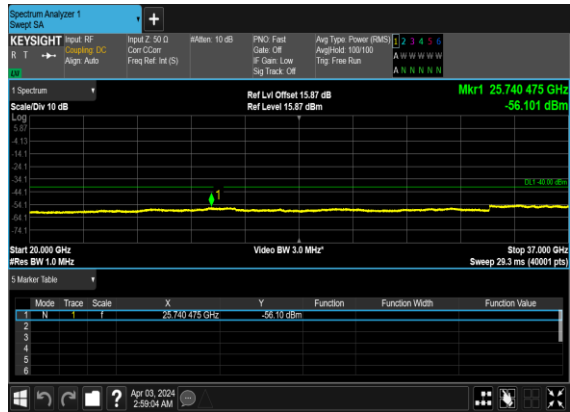 Spectrum Analyzer 1
Swept SA
KEYSIGHT Input: RF Input Z: 50 Ω #Atten: 10 dB PNO: Fast Avg Type: Power (RMS) 1 2 3 4 5 6
R T Coupling: DC Corr CCorr Gate: Off Avg|Hold: 100/100 A W W W W W
Align: Auto Freq Ref: Int (S) IF Gain: Low Trig: Free Run
Sig Track: Off A N N N N N
LXI
1 Spectrum Ref Lvl Offset 15.87 dB Mkr1 25.740 475 GHz
Scale/Div 10 dB Ref Level 15.87 dBm -56.101 dBm
Log
5.87
-4.13
-14.1
-24.1
DL1 -40.00 dBm
-34.1
-44.1
1
-54.1
-64.1
-74.1
Start 20.000 GHz Video BW 3.0 MHz* Stop 37.000 GHz
#Res BW 1.0 MHz Sweep 29.3 ms (40001 pts)
5 Marker Table
Mode Trace Scale X Y Function Function Width Function Value
1 N 1 f 25.740 475 GHz -56.10 dBm
2
3
4
5
6
? Apr 03, 2024
2:59:04 AM